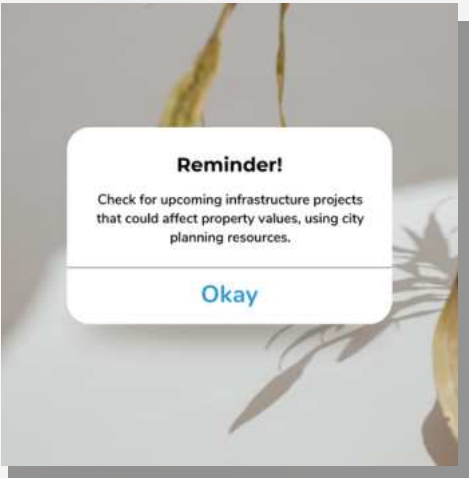 Reminder!
Check for upcoming infrastructure projects
that could affect property values, using city
planning resources.
Okay